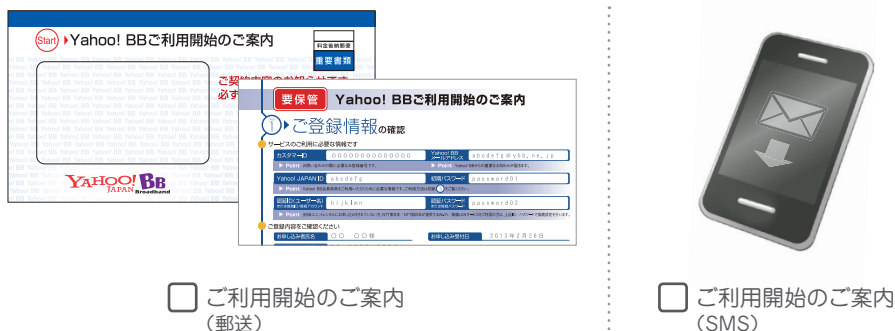 Start
Yahoo! BBご利用開始のご案内
料金後納郵便
重要書類
ご契約内容のお知らせです
必ず
YAHOO! BB
JAPAN Broadband
要保管
Yahoo! BBご利用開始のご案内
ご登録情報の確認
サービスのご利用に必要な情報です
カスタマーID
00000000000000
Yahoo! BB
メールアドレス
abcdefg@ybb.ne.jp
Point
Point
Yahoo! JAPAN ID
abcdefg
初期パスワード
password01
Point
認証ID(ユーザー名)
hijklmn
認証パスワード
password02
Point
ご登録内容をご確認ください
お申し込み者氏名
○○ ○○様
お申し込み受付日
2013年2月26日
ご利用開始のご案内
(郵送)
ご利用開始のご案内
(SMS)